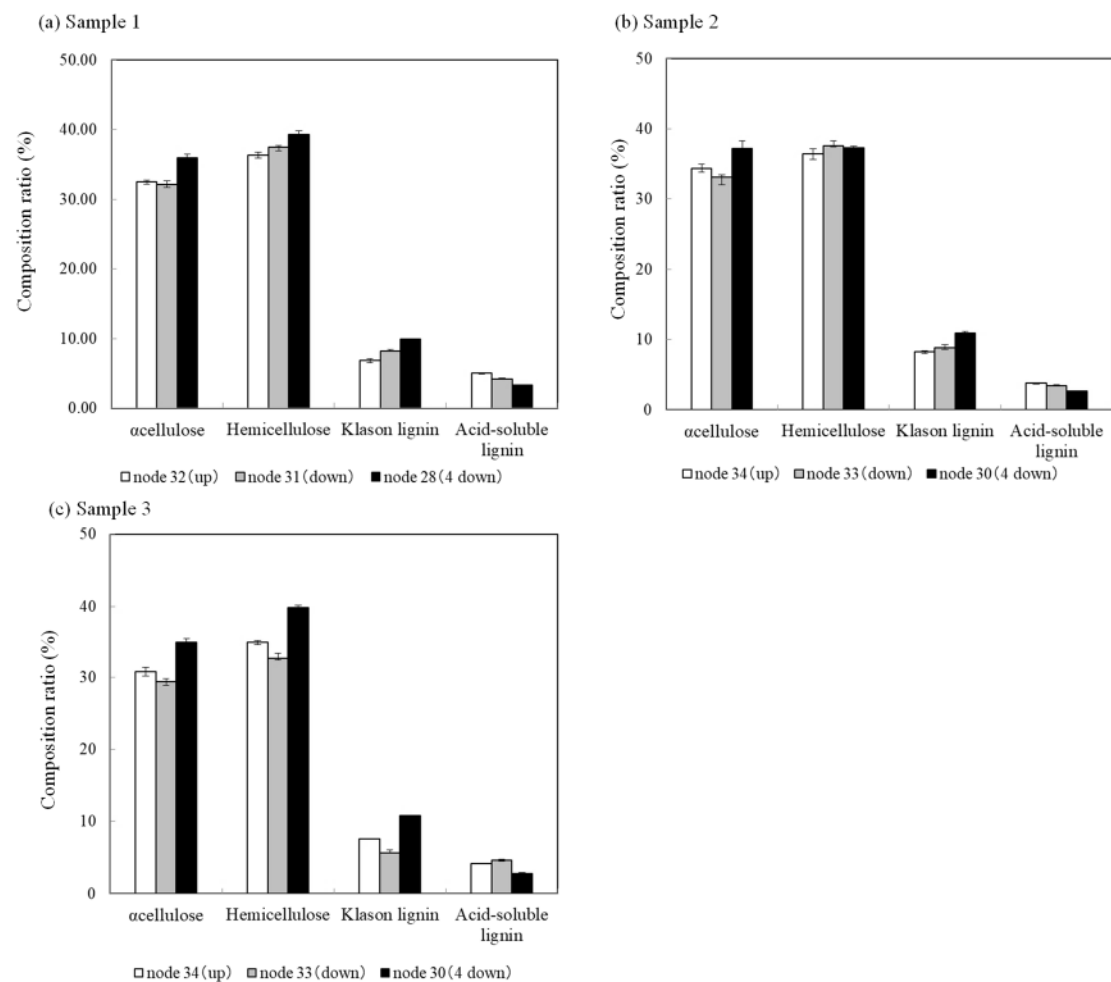 (a) Sample 1
50.00
40.00
30.00
20.00
10.00
0.00
Composition ratio (%)
αcellulose Hemicellulose Klason lignin Acid-soluble
lignin
node 32（up） node 31（down） node 28（4 down）
(b) Sample 2
50
40
30
20
10
0
Composition ratio (%)
αcellulose Hemicellulose Klason lignin Acid-soluble
lignin
node 34（up） node 33（down） node 30（4 down）
(c) Sample 3
50
40
30
20
10
0
Composition ratio (%)
αcellulose Hemicellulose Klason lignin Acid-soluble
lignin
node 34（up） node 33（down） node 30（4 down）